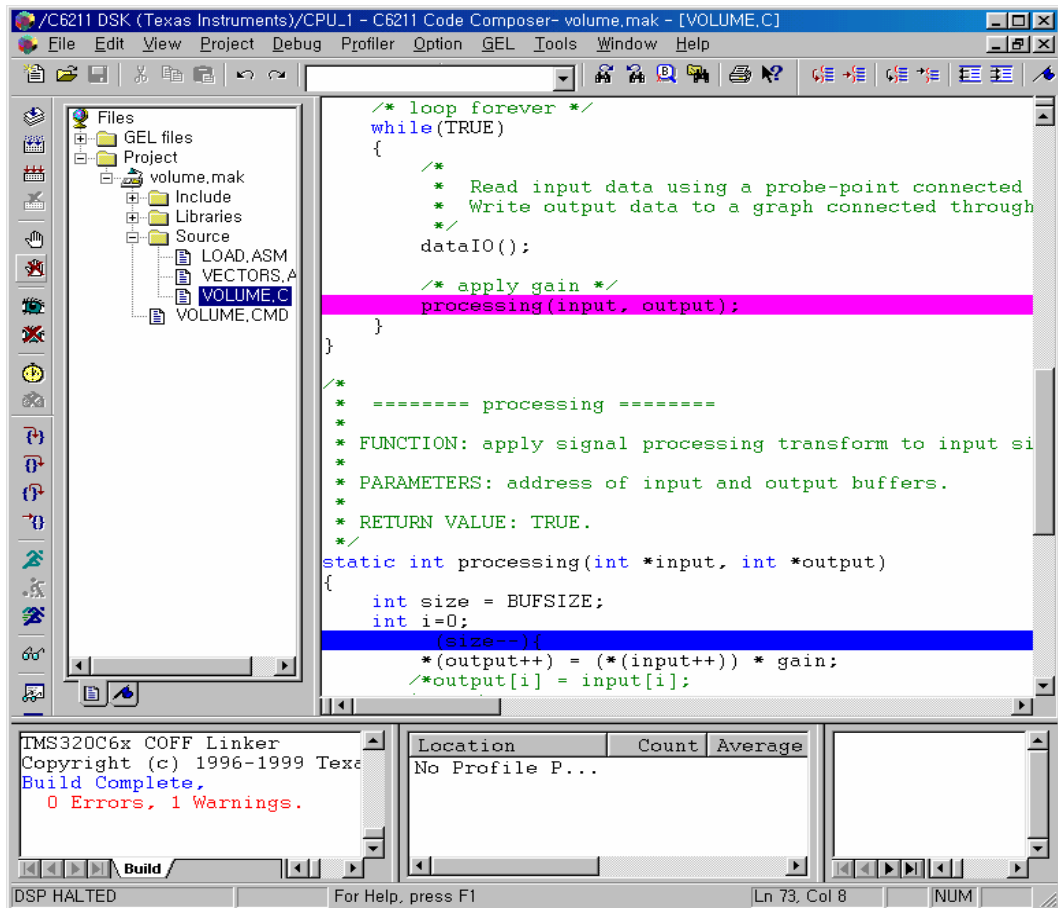 /C6211 DSK (Texas Instruments)/CPU_1 - C6211 Code Composer- volume,mak - [VOLUME,C]
File Edit View Project Debug Profiler Option GEL Tools Window Help
Files
GEL files
Project
volume,mak
Include
Libraries
Source
LOAD,ASM
VECTORS,A
VOLUME,C
VOLUME,CMD
/* loop forever */
while(TRUE)
{
/*
*  Read input data using a probe-point connected
*  Write output data to a graph connected through
*/
dataIO();
/* apply gain */
processing(input, output);
}
}
/*
*  ======== processing ========
*
* FUNCTION: apply signal processing transform to input si
*
* PARAMETERS: address of input and output buffers.
*
* RETURN VALUE: TRUE.
*/
static int processing(int *input, int *output)
{
int size = BUFSIZE;
int i=0;
(size--){
*(output++) = (*(input++)) * gain;
/*output[i] = input[i];
TMS320C6x COFF Linker
Copyright (c) 1996-1999 Texa
Build Complete,
0 Errors, 1 Warnings.
Build
Location Count Average
No Profile P...
DSP HALTED For Help, press F1 Ln 73, Col 8 NUM